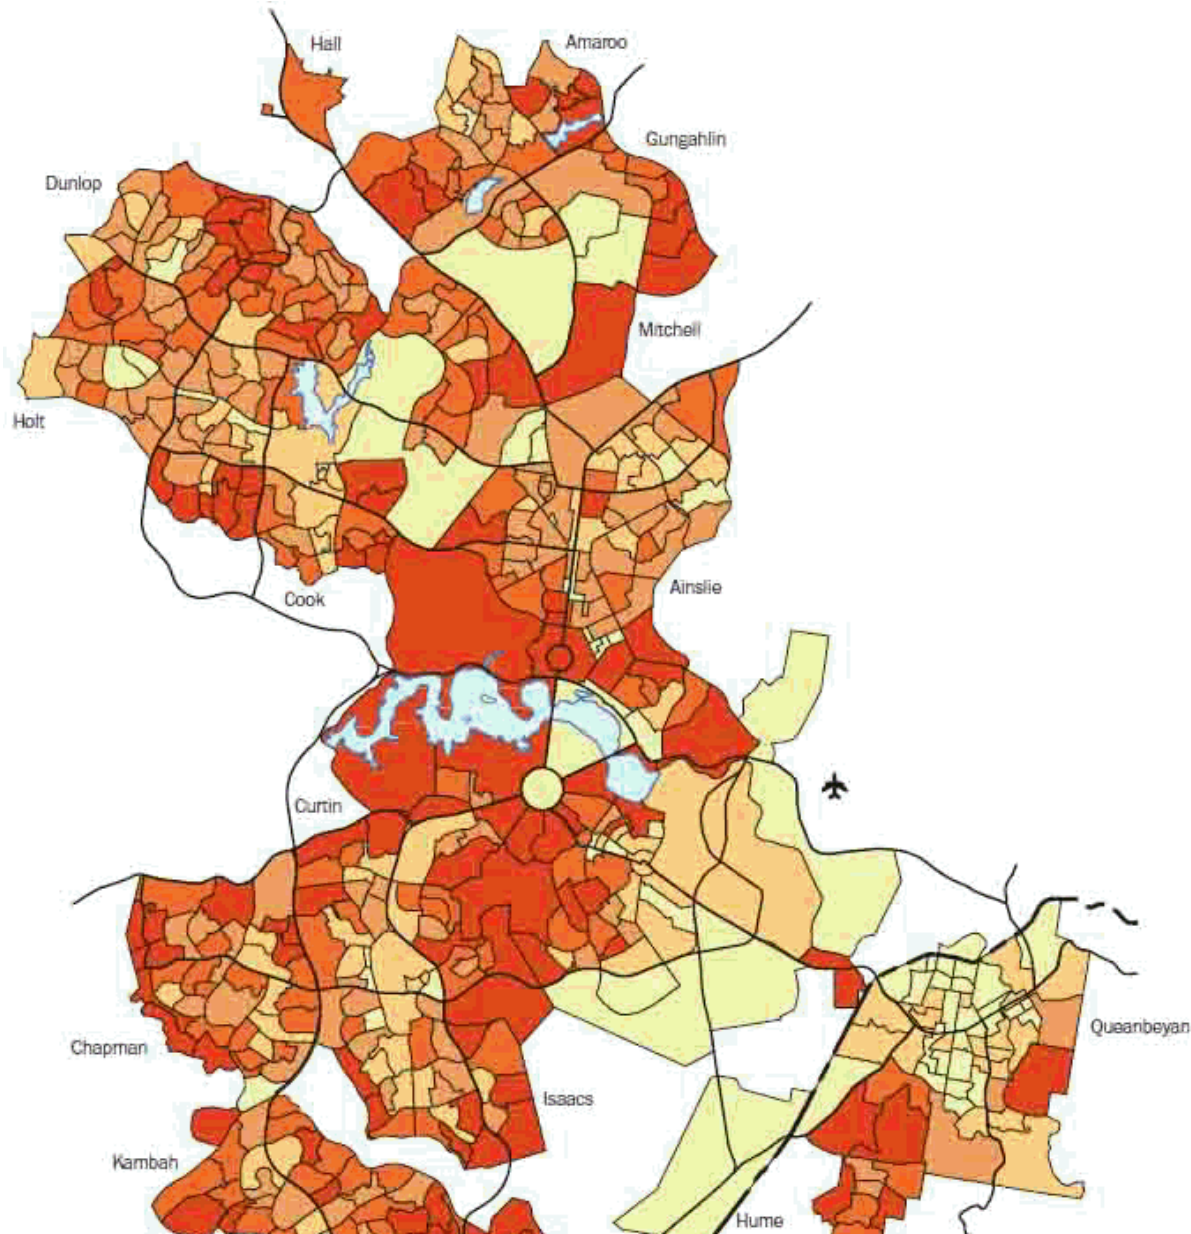 Hall
Amaroo
Gungahlin
Dunlop
Mitchell
Holt
Ainslie
Cook
Curtin
Queanbeyan
Chapman
Isaacs
Kambah
Hume